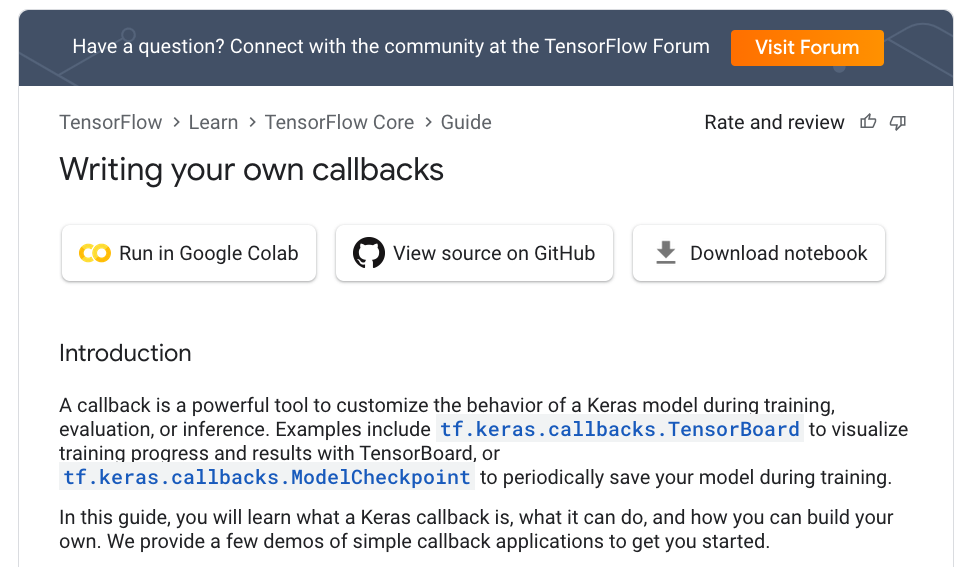 Have a question? Connect with the community at the TensorFlow Forum Visit Forum
TensorFlow > Learn > TensorFlow Core > Guide Rate and review
Writing your own callbacks
Run in Google Colab View source on GitHub Download notebook
Introduction
A callback is a powerful tool to customize the behavior of a Keras model during training,
evaluation, or inference. Examples include tf.keras.callbacks.TensorBoard to visualize
training progress and results with TensorBoard, or
tf.keras.callbacks.ModelCheckpoint to periodically save your model during training.
In this guide, you will learn what a Keras callback is, what it can do, and how you can build your
own. We provide a few demos of simple callback applications to get you started.